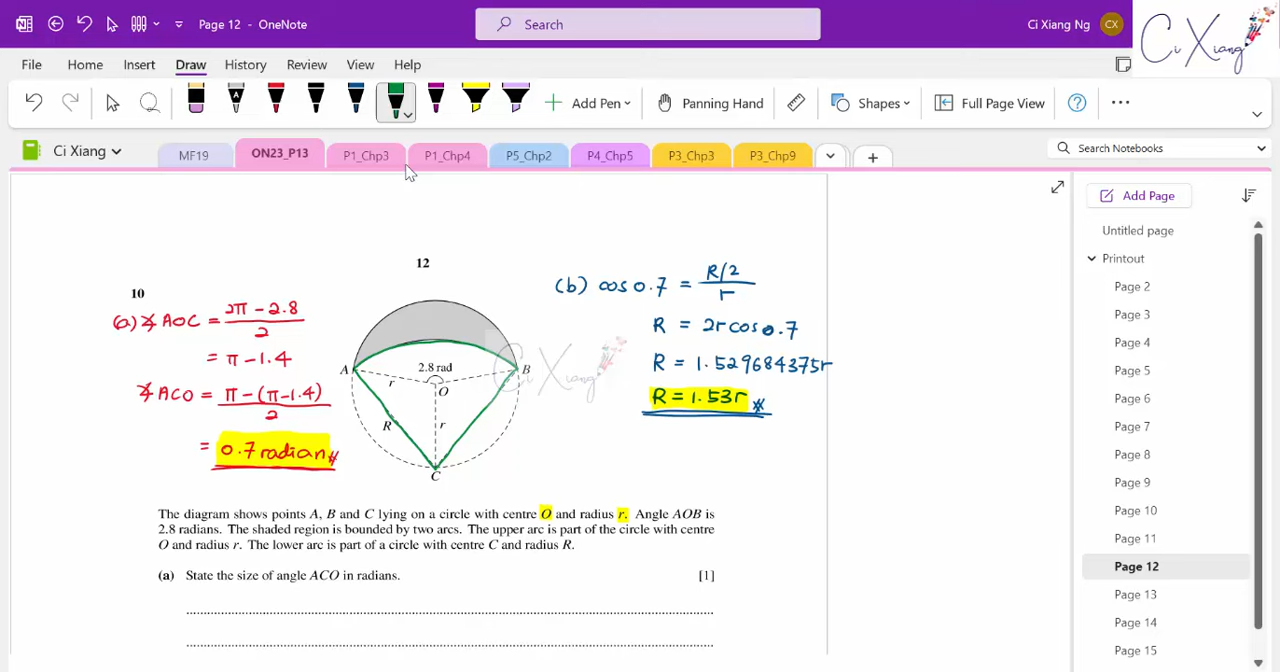 Page 12 - OneNote
Search
Ci Xiang Ng
CX
Ci Xiang
File Home Insert Draw History Review View Help
Add Pen
Panning Hand
Shapes
Full Page View
Ci Xiang
MF19
ON23_P13
P1_Chp3
P1_Chp4
P5_Chp2
P4_Chp5
P3_Chp3
P3_Chp9
Search Notebooks
Add Page
Untitled page
Printout
Page 2
Page 3
Page 4
Page 5
Page 6
Page 7
Page 8
Page 9
Page 10
Page 11
Page 12
Page 13
Page 14
Page 15
12
10
(a) ∡AOC = 2π - 2.8 / 2
= π - 1.4
∡ACO = π - (π - 1.4) / 2
= 0.7 radian
A
B
2.8 rad
r
O
R
r
C
Ci Xiang
(b) cos 0.7 = R/2 / r
R = 2r cos 0.7
R = 1.529684375r
R = 1.53r
The diagram shows points A, B and C lying on a circle with centre O and radius r. Angle AOB is
2.8 radians. The shaded region is bounded by two arcs. The upper arc is part of the circle with centre
O and radius r. The lower arc is part of a circle with centre C and radius R.
(a) State the size of angle ACO in radians. [1]